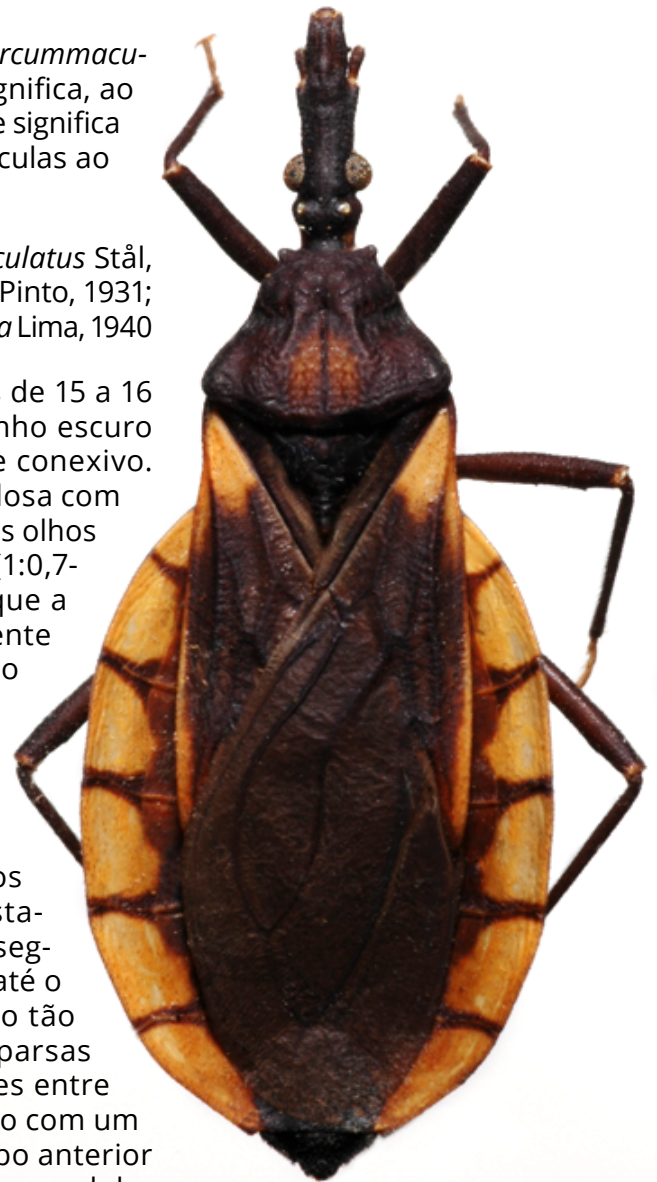 rcummacu-
gnifica, ao
e significa
culas ao
culatus Stål,
Pinto, 1931;
a Lima, 1940
de 15 a 16
nho escuro
e conexivo.
losa com
s olhos
1:0,7-
que a
ente
o
os
sta-
seg-
até o
o tão
parsas
es entre
o com um
po anterior